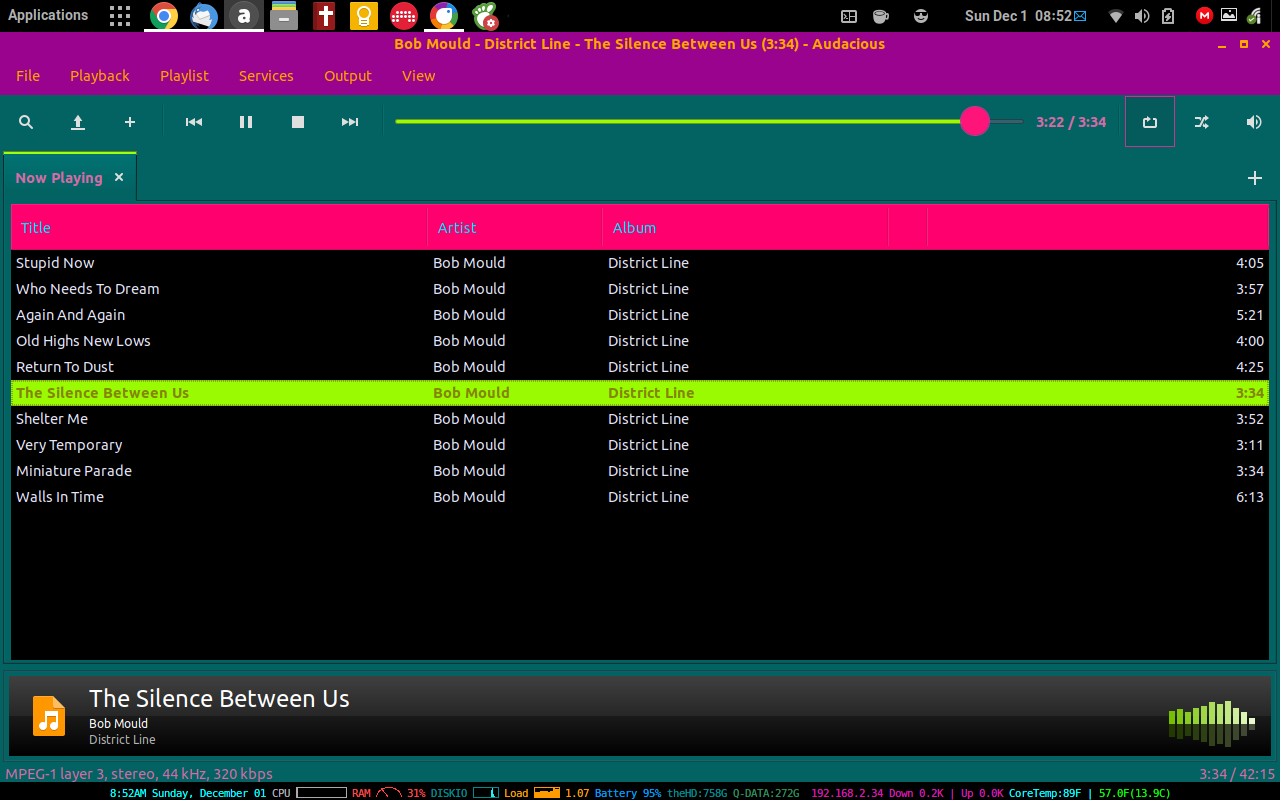 Applications Sun Dec 1 08:52
Bob Mould - District Line - The Silence Between Us (3:34) - Audacious
File Playback Playlist Services Output View
3:22 / 3:34
Now Playing
Title Artist Album
Stupid Now Bob Mould District Line 4:05
Who Needs To Dream Bob Mould District Line 3:57
Again And Again Bob Mould District Line 5:21
Old Highs New Lows Bob Mould District Line 4:00
Return To Dust Bob Mould District Line 4:25
The Silence Between Us Bob Mould District Line 3:34
Shelter Me Bob Mould District Line 3:52
Very Temporary Bob Mould District Line 3:11
Miniature Parade Bob Mould District Line 3:34
Walls In Time Bob Mould District Line 6:13
The Silence Between Us
Bob Mould
District Line
MPEG-1 layer 3, stereo, 44 kHz, 320 kbps 3:34 / 42:15
8:52AM Sunday, December 01 CPU RAM 31% DISKIO Load 1.07 Battery 95% theHD:758G Q-DATA:272G 192.168.2.34 Down 0.2K | Up 0.0K CoreTemp:89F | 57.0F(13.9C)